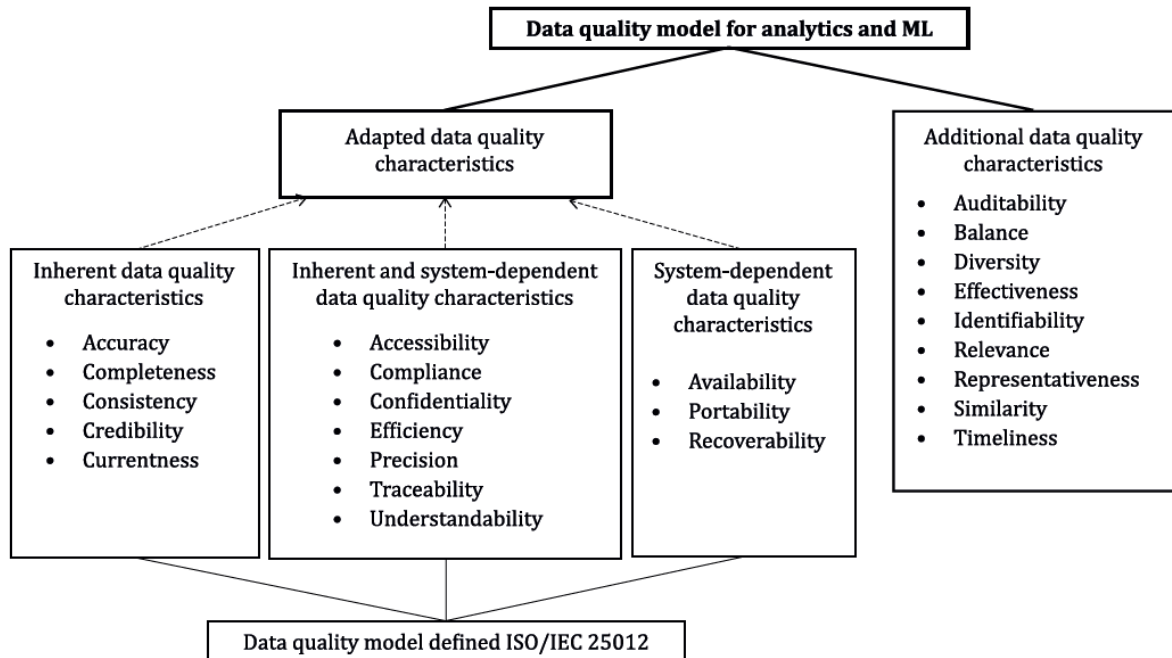 Data quality model for analytics and ML
Adapted data quality
characteristics
Additional data quality
characteristics
• Auditability
• Balance
• Diversity
• Effectiveness
• Identifiability
• Relevance
• Representativeness
• Similarity
• Timeliness
Inherent data quality
characteristics
• Accuracy
• Completeness
• Consistency
• Credibility
• Currentness
Inherent and system-dependent
data quality characteristics
• Accessibility
• Compliance
• Confidentiality
• Efficiency
• Precision
• Traceability
• Understandability
System-dependent
data quality
characteristics
• Availability
• Portability
• Recoverability
Data quality model defined ISO/IEC 25012